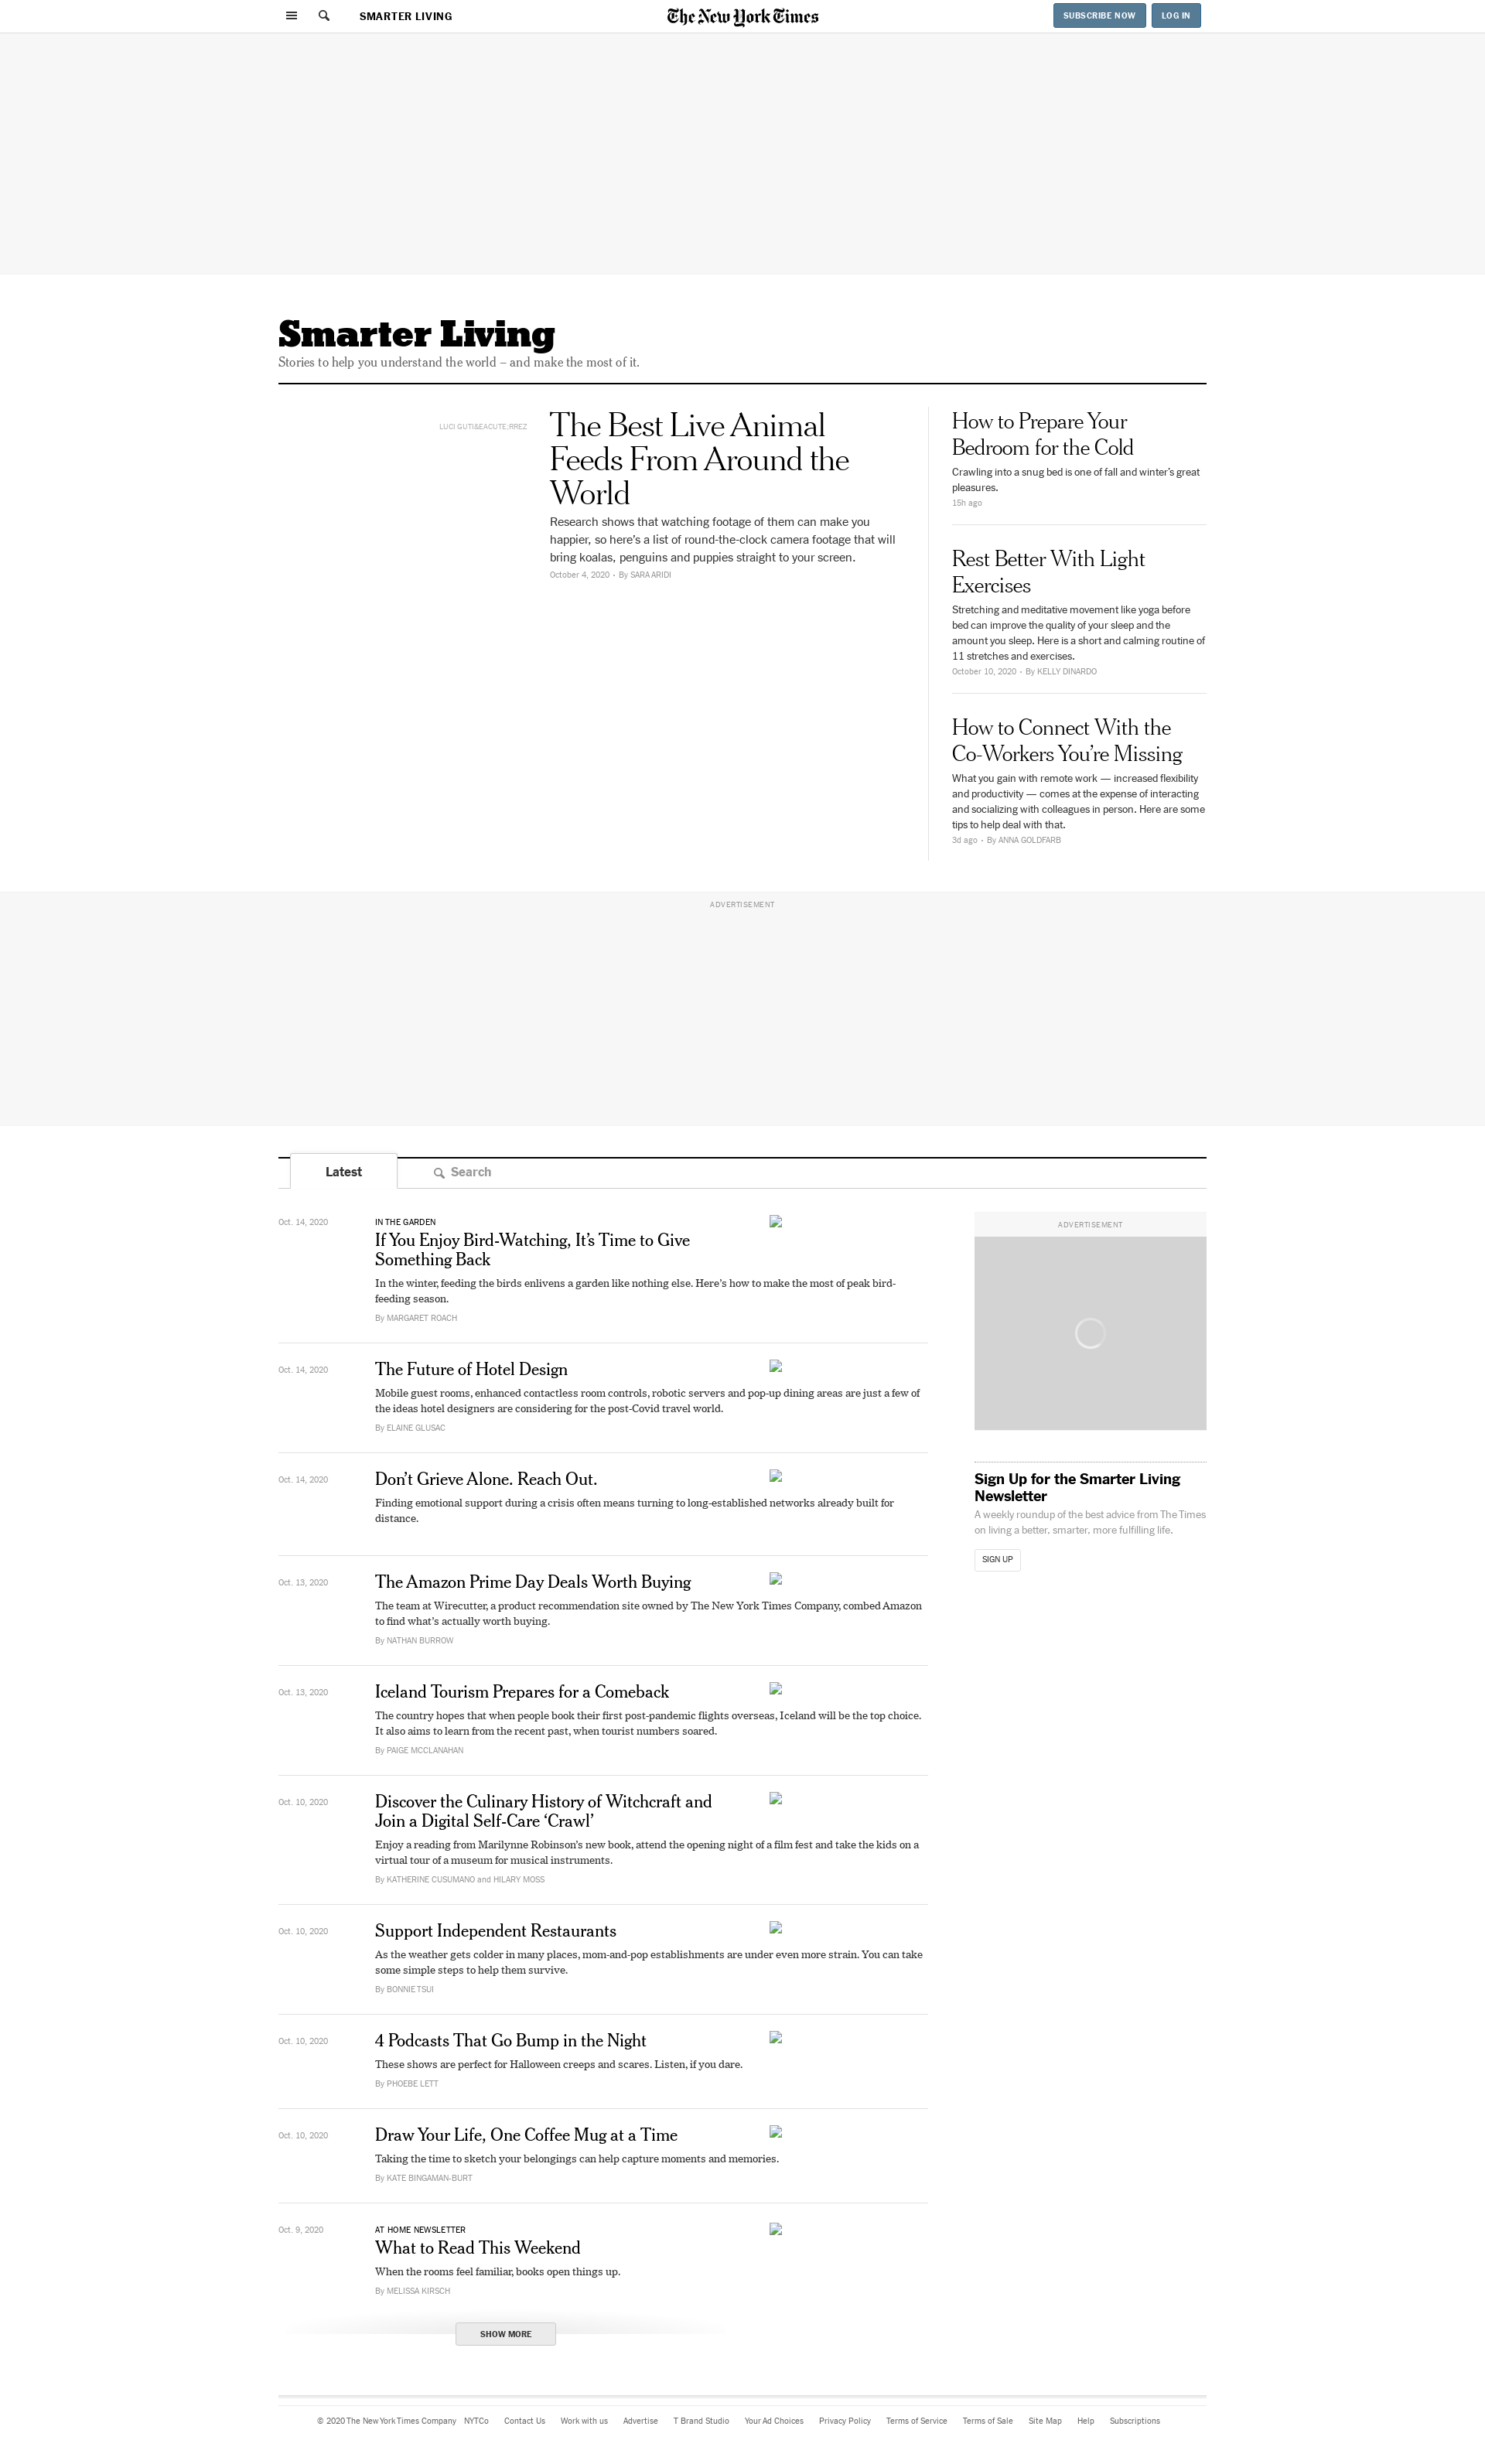 SMARTER LIVING
The New York Times
SUBSCRIBE NOW
LOG IN
Smarter Living
Stories to help you understand the world – and make the most of it.
LUCI GUTI&EACUTE;RREZ
The Best Live Animal
Feeds From Around the
World
Research shows that watching footage of them can make you
happier, so here's a list of round-the-clock camera footage that will
bring koalas, penguins and puppies straight to your screen.
October 4, 2020 - By SARA ARIDI
How to Prepare Your
Bedroom for the Cold
Crawling into a snug bed is one of fall and winter's great
pleasures.
15h ago
Rest Better With Light
Exercises
Stretching and meditative movement like yoga before
bed can improve the quality of your sleep and the
amount you sleep. Here is a short and calming routine of
11 stretches and exercises.
October 10, 2020 - By KELLY DINARDO
How to Connect With the
Co-Workers You're Missing
What you gain with remote work — increased flexibility
and productivity — comes at the expense of interacting
and socializing with colleagues in person. Here are some
tips to help deal with that.
3d ago - By ANNA GOLDFARB
ADVERTISEMENT
Latest
Search
Oct. 14, 2020
IN THE GARDEN
If You Enjoy Bird-Watching, It's Time to Give
Something Back
In the winter, feeding the birds enlivens a garden like nothing else. Here's how to make the most of peak bird-
feeding season.
By MARGARET ROACH
Oct. 14, 2020
The Future of Hotel Design
Mobile guest rooms, enhanced contactless room controls, robotic servers and pop-up dining areas are just a few of
the ideas hotel designers are considering for the post-Covid travel world.
By ELAINE GLUSAC
Oct. 14, 2020
Don't Grieve Alone. Reach Out.
Finding emotional support during a crisis often means turning to long-established networks already built for
distance.
Oct. 13, 2020
The Amazon Prime Day Deals Worth Buying
The team at Wirecutter, a product recommendation site owned by The New York Times Company, combed Amazon
to find what's actually worth buying.
By NATHAN BURROW
Oct. 13, 2020
Iceland Tourism Prepares for a Comeback
The country hopes that when people book their first post-pandemic flights overseas, Iceland will be the top choice.
It also aims to learn from the recent past, when tourist numbers soared.
By PAIGE MCCLANAHAN
Oct. 10, 2020
Discover the Culinary History of Witchcraft and
Join a Digital Self-Care 'Crawl'
Enjoy a reading from Marilynne Robinson's new book, attend the opening night of a film fest and take the kids on a
virtual tour of a museum for musical instruments.
By KATHERINE CUSUMANO and HILARY MOSS
Oct. 10, 2020
Support Independent Restaurants
As the weather gets colder in many places, mom-and-pop establishments are under even more strain. You can take
some simple steps to help them survive.
By BONNIE TSUI
Oct. 10, 2020
4 Podcasts That Go Bump in the Night
These shows are perfect for Halloween creeps and scares. Listen, if you dare.
By PHOEBE LETT
Oct. 10, 2020
Draw Your Life, One Coffee Mug at a Time
Taking the time to sketch your belongings can help capture moments and memories.
By KATE BINGAMAN-BURT
Oct. 9, 2020
AT HOME NEWSLETTER
What to Read This Weekend
When the rooms feel familiar, books open things up.
By MELISSA KIRSCH
SHOW MORE
ADVERTISEMENT
Sign Up for the Smarter Living
Newsletter
A weekly roundup of the best advice from The Times
on living a better, smarter, more fulfilling life.
SIGN UP
© 2020 The New York Times Company NYTCo Contact Us Work with us Advertise T Brand Studio Your Ad Choices Privacy Policy Terms of Service Terms of Sale Site Map Help Subscriptions